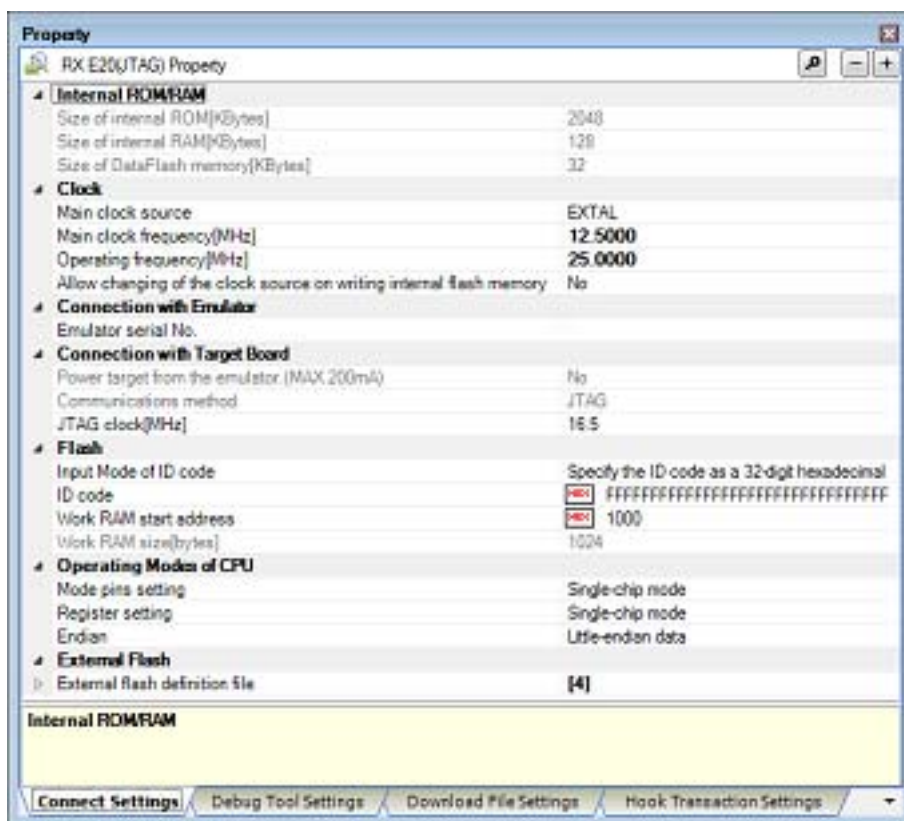 Property
RX E20(JTAG) Property
Internal ROM/RAM
Size of internal ROM[KBytes] 2048
Size of internal RAM[KBytes] 128
Size of DataFlash memory[KBytes] 32
Clock
Main clock source EXTAL
Main clock frequency[MHz] 12.5000
Operating frequency[MHz] 25.0000
Allow changing of the clock source on writing internal flash memory No
Connection with Emulator
Emulator serial No.
Connection with Target Board
Power target from the emulator.(MAX 200mA) No
Communications method JTAG
JTAG clock[MHz] 16.5
Flash
Input Mode of ID code Specify the ID code as a 32-digit hexadecimal
ID code HEX FFFFFFFFFFFFFFFFFFFFFFFFFFFFFFFF
Work RAM start address HEX 1000
Work RAM size[bytes] 1024
Operating Modes of CPU
Mode pins setting Single-chip mode
Register setting Single-chip mode
Endian Little-endian data
External Flash
External flash definition file [4]
Internal ROM/RAM
Connect Settings Debug Tool Settings Download File Settings Hook Transaction Settings